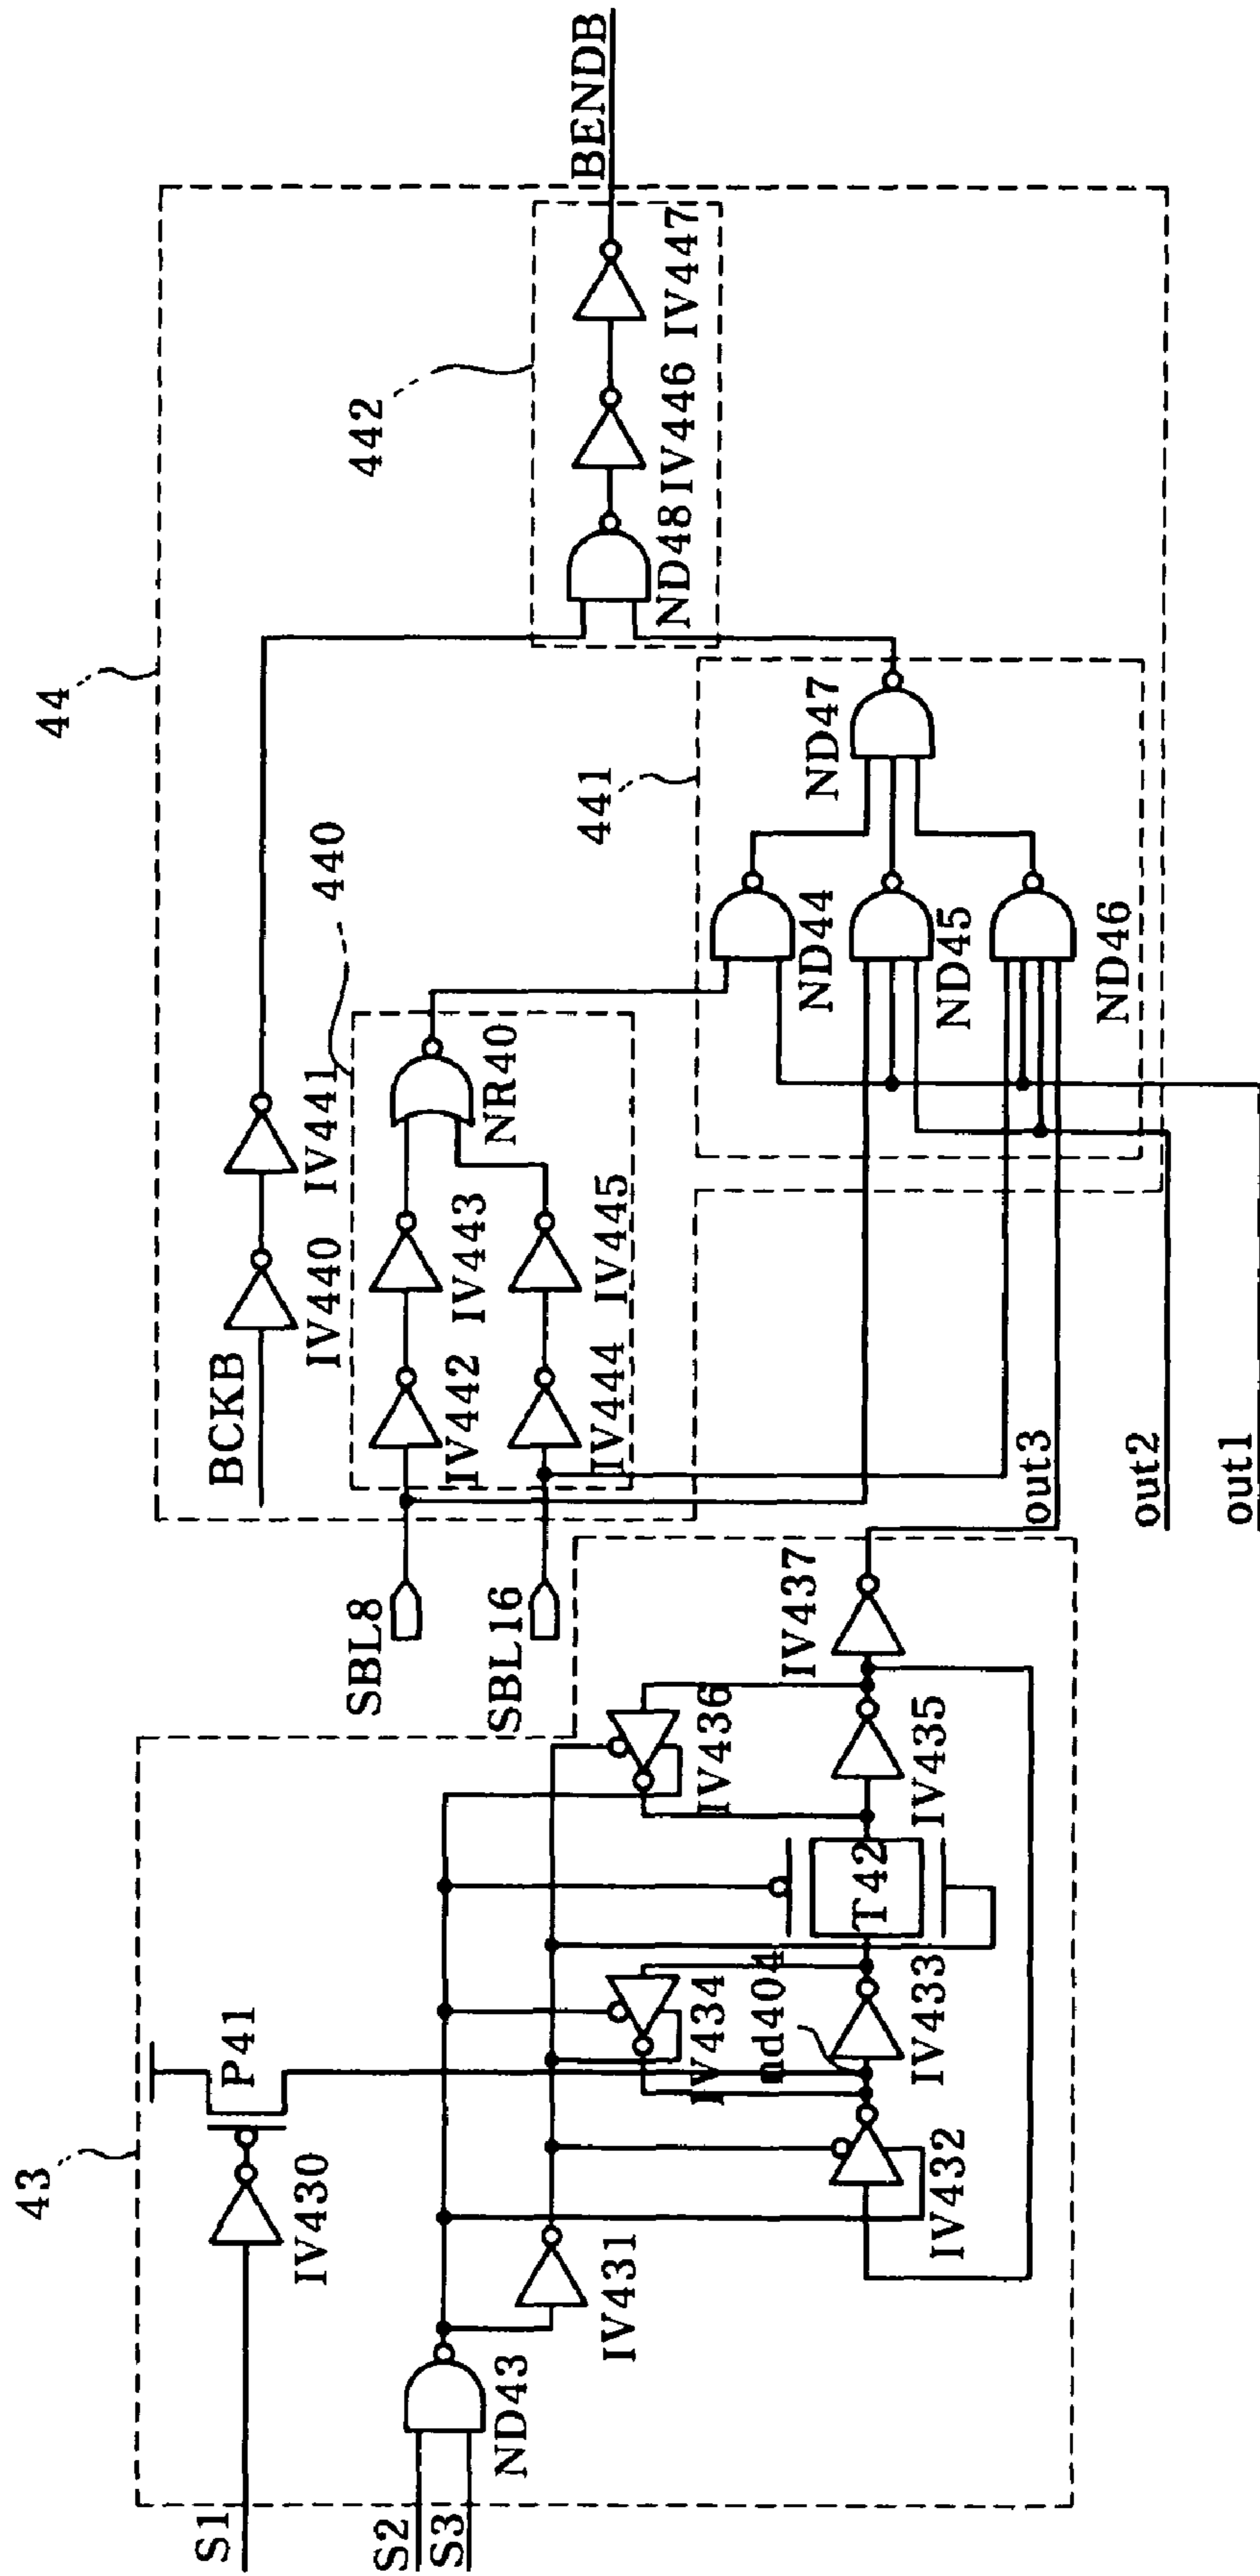 44
BENDB
442
ND48 IV446 IV447
BCKB
IV440 IV441
440
IV442 IV443
NR40
IV444 IV445
441
ND47
ND44
ND45
ND46
SBL8
SBL16
out3
out2
out1
43
S1
IV430
P41
S2
S3
ND43
IV431
IV432
IV433
IV434
nd404
T42
IV435
IV436
IV437